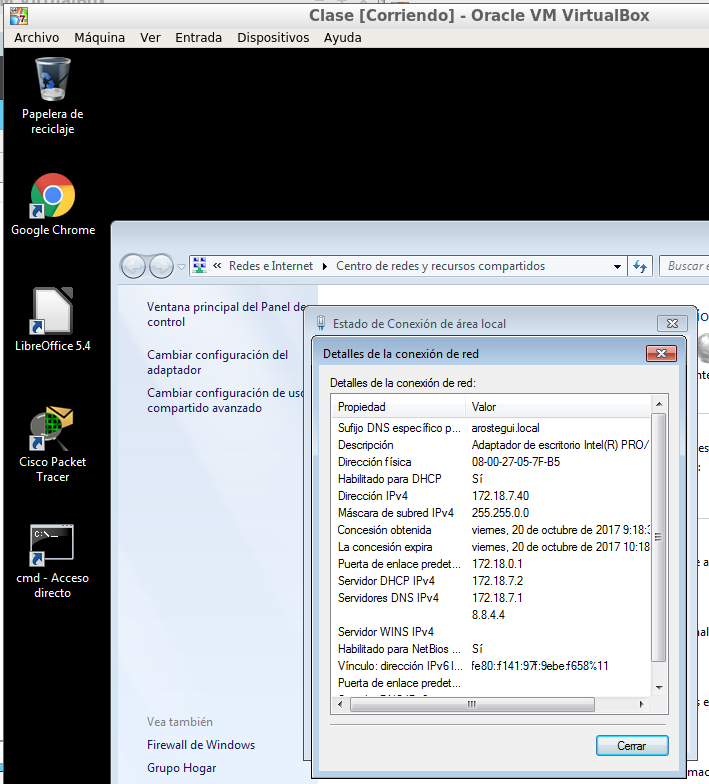 Clase [Corriendo] - Oracle VM VirtualBox
Archivo Máquina Ver Entrada Dispositivos Ayuda
Papelera de
reciclaje
Google Chrome
LibreOffice 5.4
Cisco Packet
Tracer
cmd - Acceso
directo
« Redes e Internet Centro de redes y recursos compartidos
Buscar e
Ventana principal del Panel de
control
Cambiar configuración del
adaptador
Cambiar configuración de uso
compartido avanzado
Vea también
Firewall de Windows
Grupo Hogar
Estado de Conexión de área local
Detalles de la conexión de red
Detalles de la conexión de red:
Propiedad Valor
Sufijo DNS específico p... arostegui.local
Descripción Adaptador de escritorio Intel(R) PRO/
Dirección física 08-00-27-05-7F-B5
Habilitado para DHCP Sí
Dirección IPv4 172.18.7.40
Máscara de subred IPv4 255.255.0.0
Concesión obtenida viernes, 20 de octubre de 2017 9:18:3
La concesión expira viernes, 20 de octubre de 2017 10:18
Puerta de enlace predet... 172.18.0.1
Servidor DHCP IPv4 172.18.7.2
Servidores DNS IPv4 172.18.7.1
8.8.4.4
Servidor WINS IPv4
Habilitado para NetBios ... Sí
Vínculo: dirección IPv6 l... fe80::f141:97f:9ebe:f658%11
Puerta de enlace predet...
Cerrar